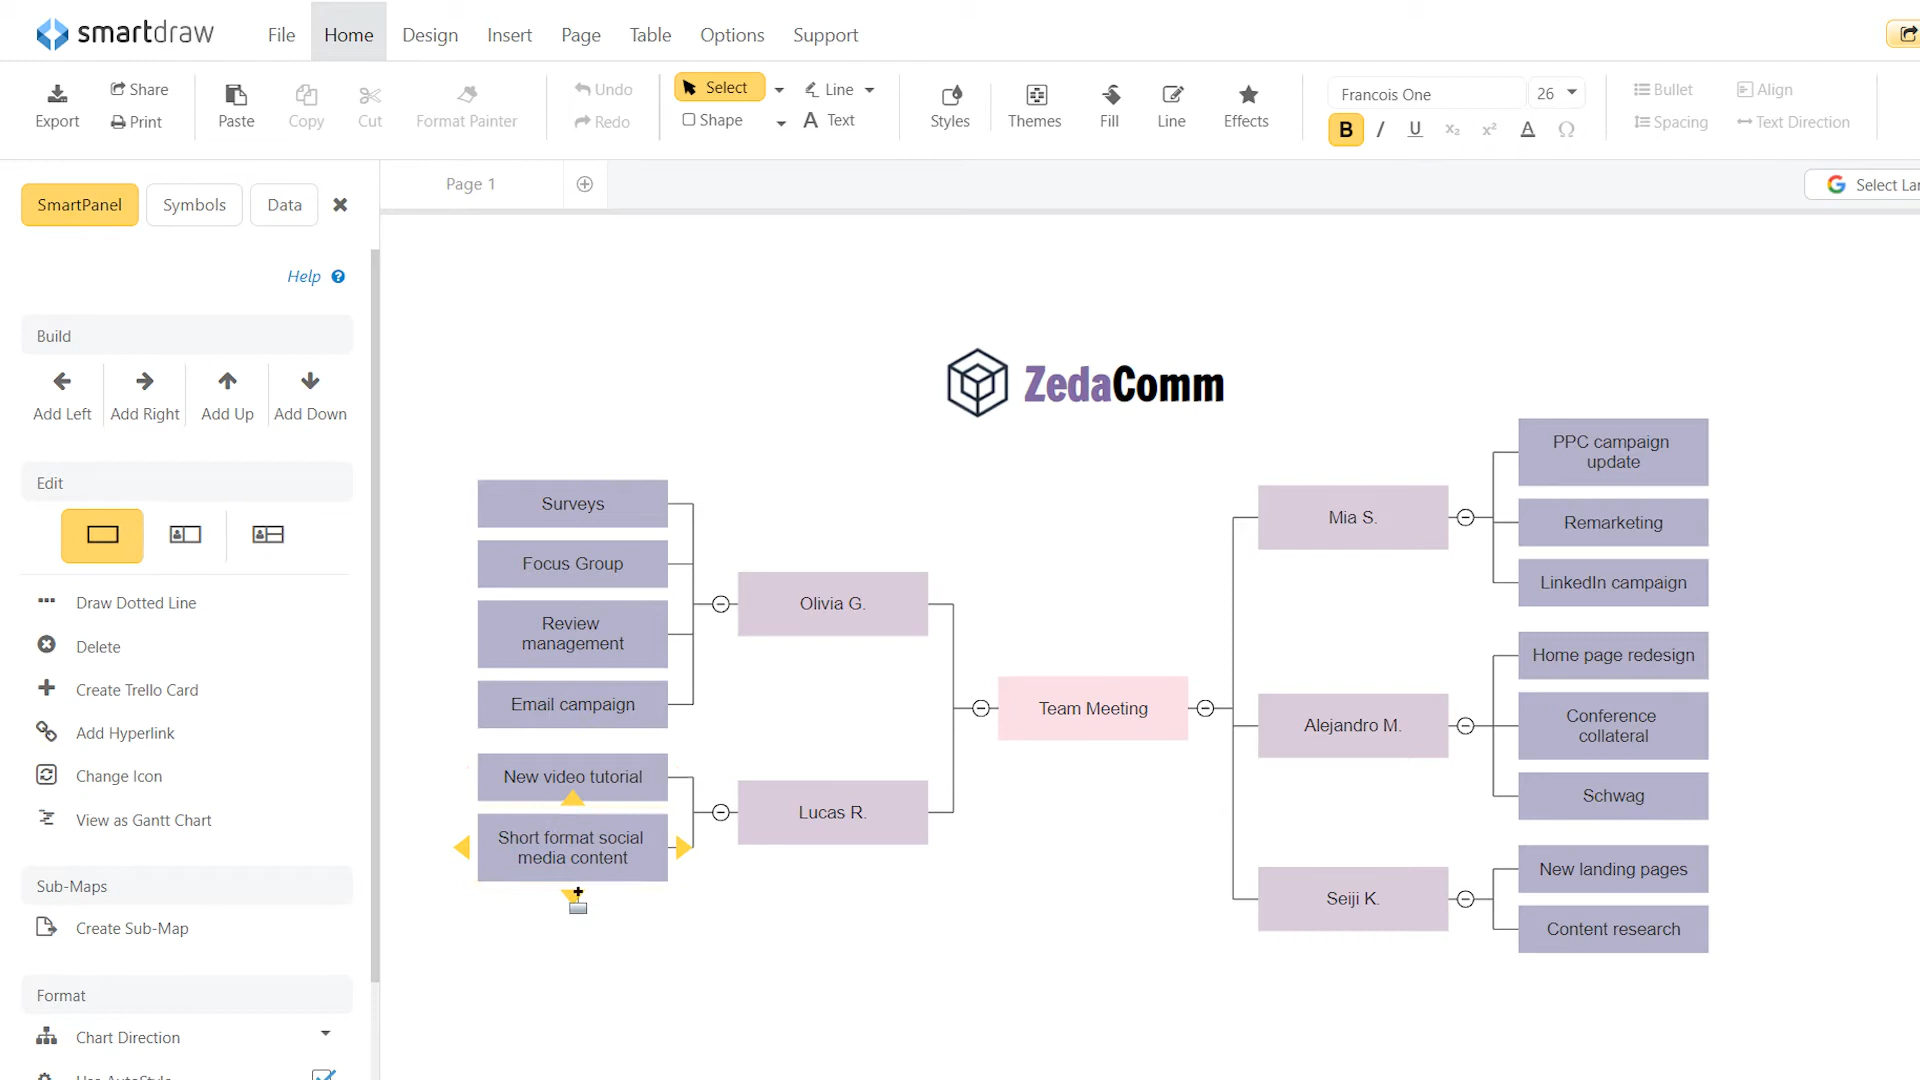 smartdraw
File
Home
Design
Insert
Page
Table
Options
Support
Export
Share
Print
Paste
Copy
Cut
Format Painter
Undo
Redo
Select
Shape
Line
A Text
Styles
Themes
Fill
Line
Effects
Francois One
26
B I U x₂ x² A Ω
Bullet
Spacing
Align
Text Direction
SmartPanel
Symbols
Data
Page 1
Select Lan
Help
Build
Add Left
Add Right
Add Up
Add Down
Edit
Draw Dotted Line
Delete
Create Trello Card
Add Hyperlink
Change Icon
View as Gantt Chart
Sub-Maps
Create Sub-Map
Format
Chart Direction
Use AutoStyle
ZedaComm
Surveys
Focus Group
Review
management
Email campaign
New video tutorial
Short format social
media content
Olivia G.
Lucas R.
Team Meeting
Mia S.
Alejandro M.
Seiji K.
PPC campaign
update
Remarketing
LinkedIn campaign
Home page redesign
Conference
collateral
Schwag
New landing pages
Content research